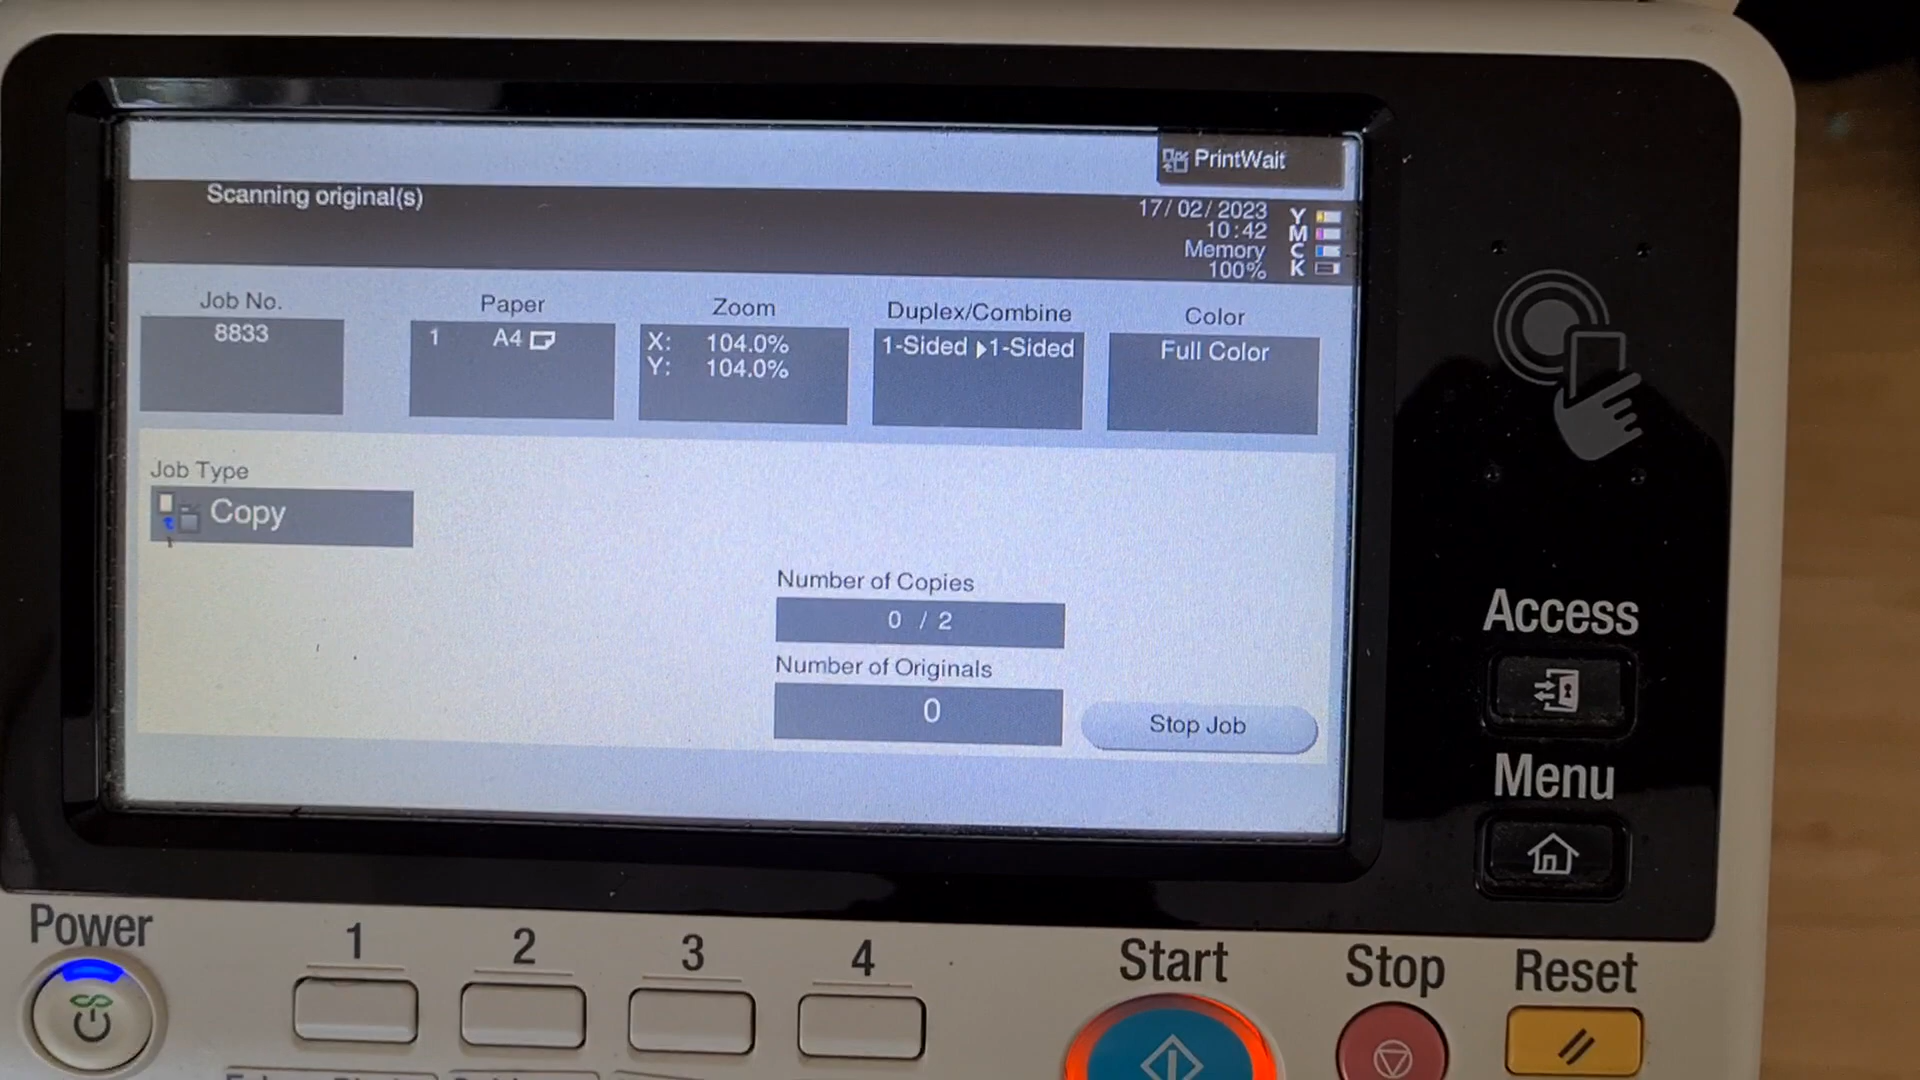 PrintWait
Scanning original(s)
17/02/2023
10:42
Memory
100%
Y
M
C
K
Job No.
8833
Paper
1 A4
Zoom
X: 104.0%
Y: 104.0%
Duplex/Combine
1-Sided ▶1-Sided
Color
Full Color
Job Type
Copy
Number of Copies
0 / 2
Number of Originals
0
Stop Job
Access
Menu
Power
1
2
3
4
Start
Stop
Reset